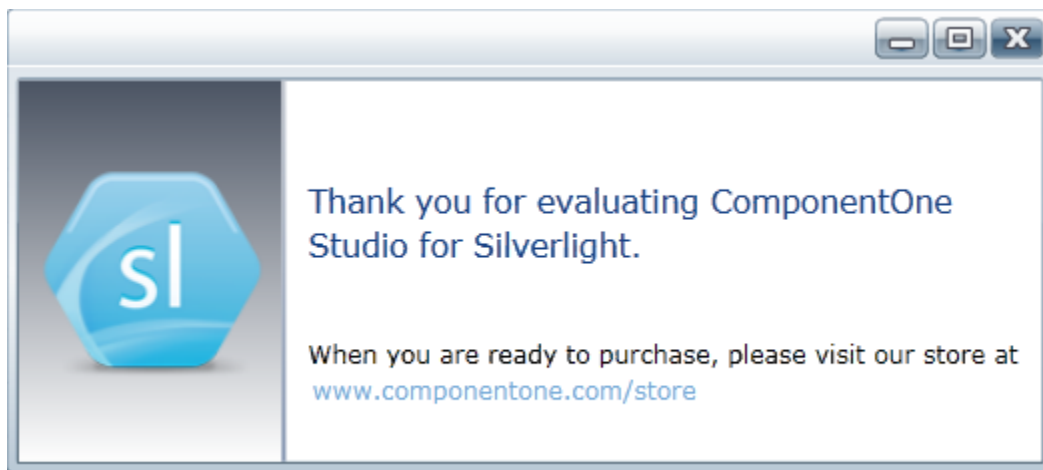 sl
Thank you for evaluating ComponentOne
Studio for Silverlight.
When you are ready to purchase, please visit our store at
www.componentone.com/store